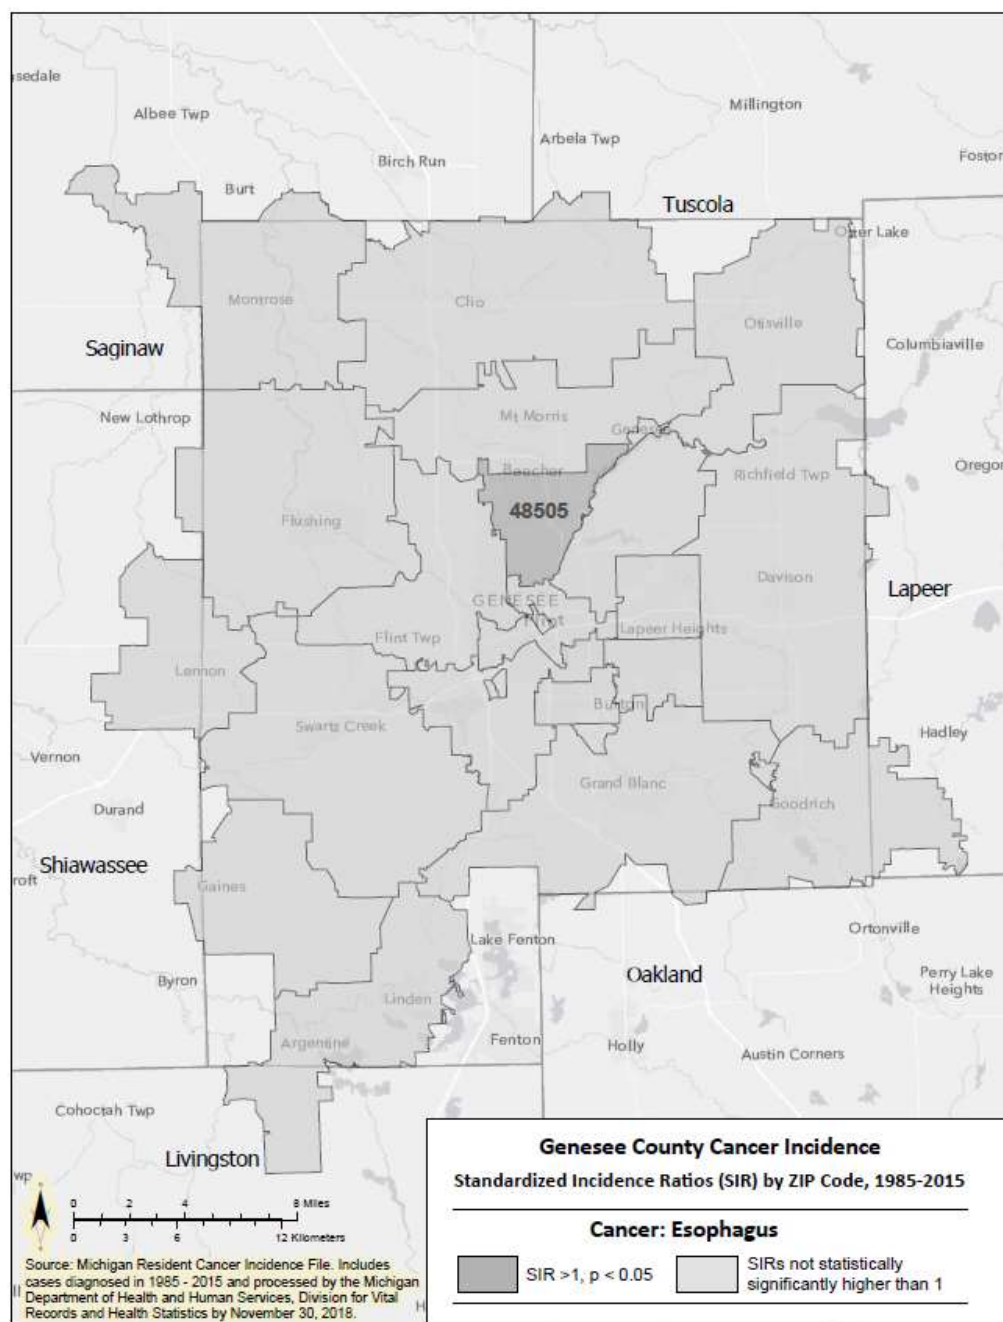 sedale
Albee Twp
Millington
Arbela Twp
Birch Run
Foston
Burt
Tuscola
Otter Lake
Montrose
Clio
Otisville
Saginaw
Columbiaville
New Lothrop
Mt Morris
Genesee
Beecher
Richfield Twp
Oregon
48505
Flushing
Davison
Lapeer
GENESEE
Flint
Flint Twp
Lapeer Heights
Lennon
Burton
Swartz Creek
Hadley
Vernon
Grand Blanc
Goodrich
Durand
Shiawassee
roft
Gaines
Ortonville
Lake Fenton
Oakland
Perry Lake
Heights
Byron
Linden
Argentine
Fenton
Holly
Austin Corners
Cohoctah Twp
Livingston
wp
0 2 4 8 Miles
0 3 6 12 Kilometers
Source: Michigan Resident Cancer Incidence File. Includes
cases diagnosed in 1985 - 2015 and processed by the Michigan
Department of Health and Human Services, Division for Vital
Records and Health Statistics by November 30, 2018.
Genesee County Cancer Incidence
Standardized Incidence Ratios (SIR) by ZIP Code, 1985-2015
Cancer: Esophagus
SIR >1, p < 0.05
SIRs not statistically
significantly higher than 1